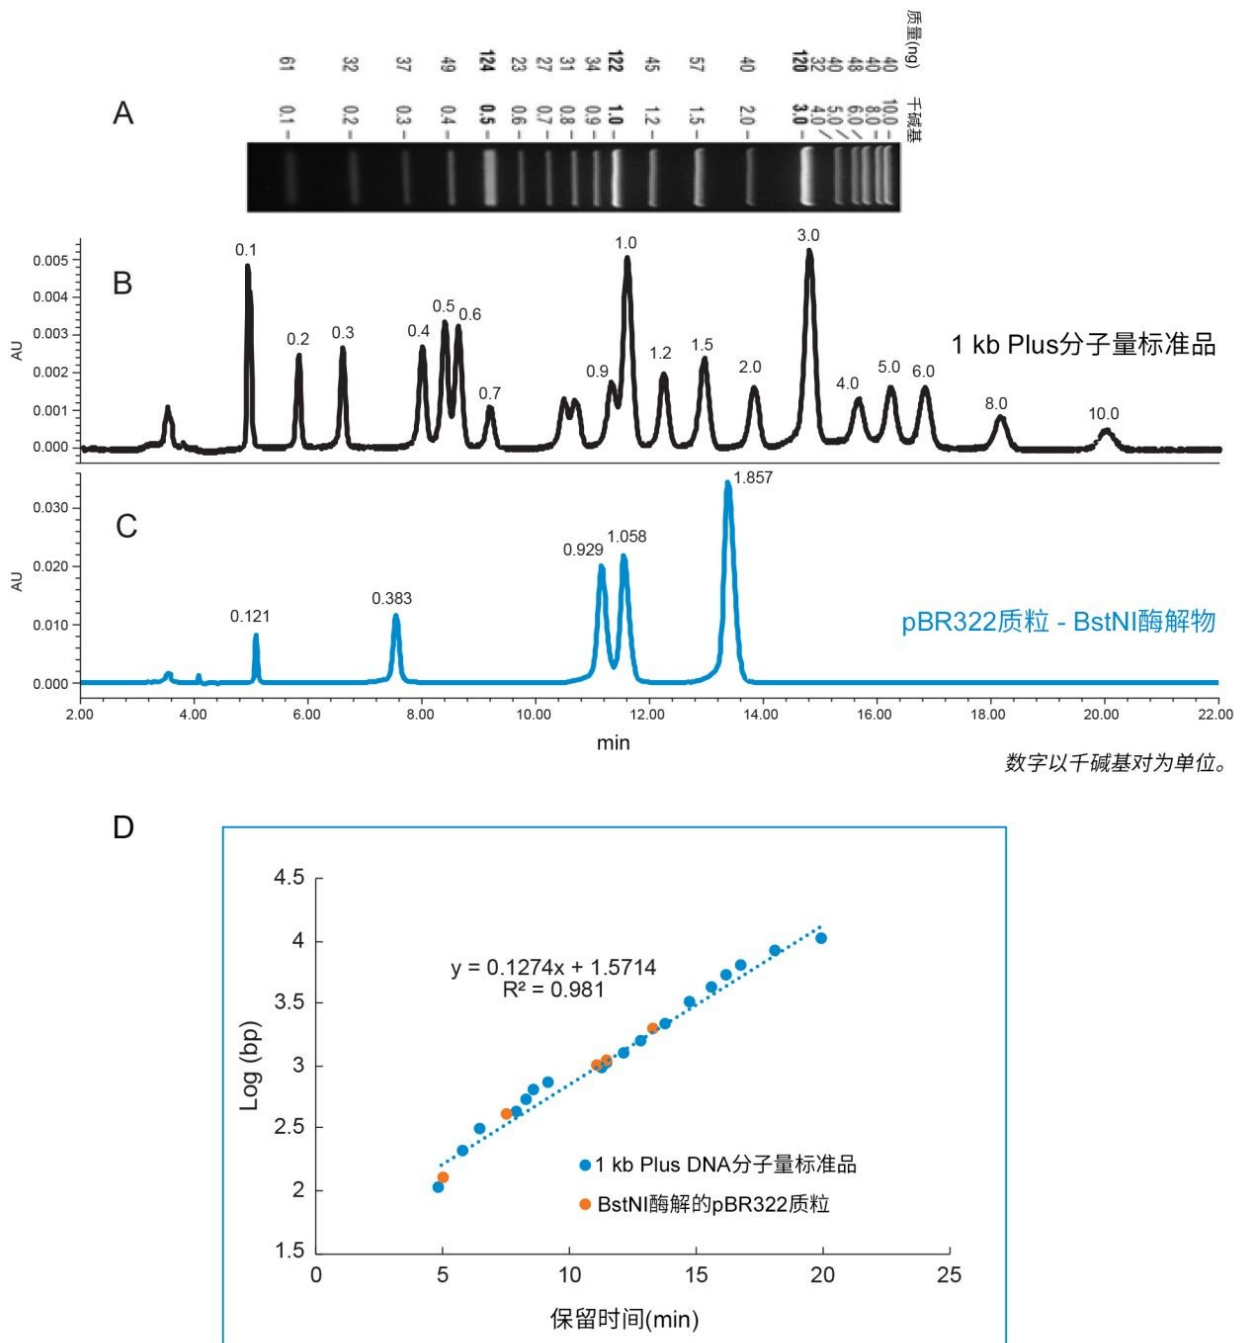 质量(ng) 61 32 37 49 124 23 27 31 34 122 45 57 40 120 32 40 48 40 40
千碱基 0.1 – 0.2 – 0.3 – 0.4 – 0.5 – 0.6 – 0.7 – 0.8 – 0.9 – 1.0 – 1.2 – 1.5 – 2.0 – 3.0 – 4.0 / 5.0 / 6.0 / 8.0 – 10.0 –
A
B
AU
0.005
0.004
0.003
0.002
0.001
0.000
0.1
0.2
0.3
0.4
0.5
0.6
0.7
0.9
1.0
1.2
1.5
2.0
3.0
4.0
5.0
6.0
8.0
10.0
1 kb Plus分子量标准品
C
AU
0.030
0.020
0.010
0.000
0.121
0.383
0.929
1.058
1.857
pBR322质粒 - BstNI酶解物
2.00 4.00 6.00 8.00 10.00 12.00 14.00 16.00 18.00 20.00 22.00
min
数字以千碱基对为单位。
D
Log (bp)
4.5
4
3.5
3
2.5
2
1.5
y = 0.1274x + 1.5714
R² = 0.981
1 kb Plus DNA分子量标准品
BstNI酶解的pBR322质粒
0 5 10 15 20 25
保留时间(min)